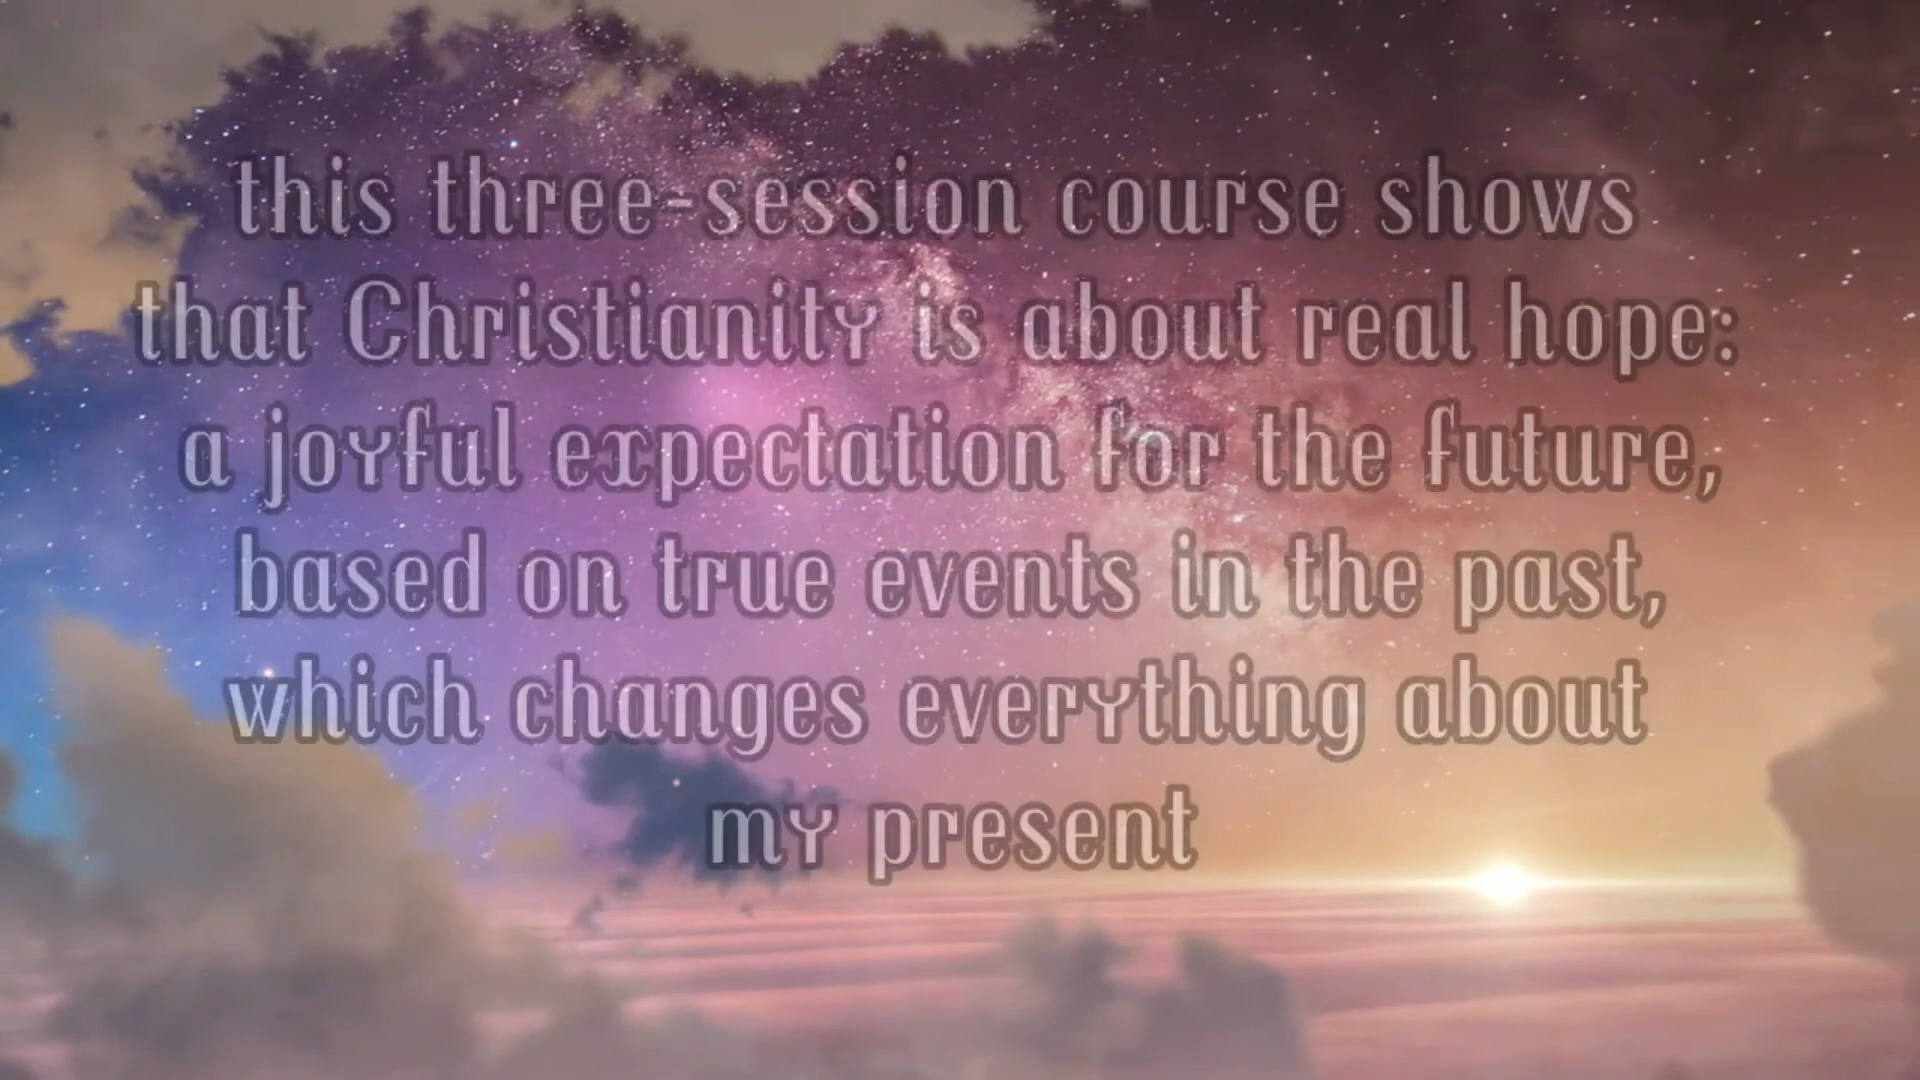 this three-session course shows
that Christianity is about real hope:
a joyful expectation for the future,
based on true events in the past,
which changes everything about
my present